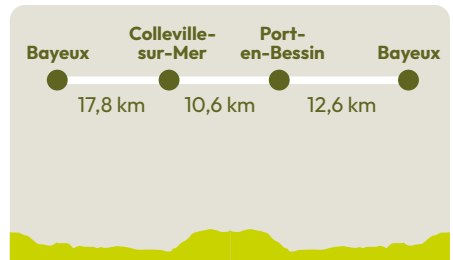 Bayeux
Colleville-
sur-Mer
Port-
en-Bessin
Bayeux
17,8 km
10,6 km
12,6 km